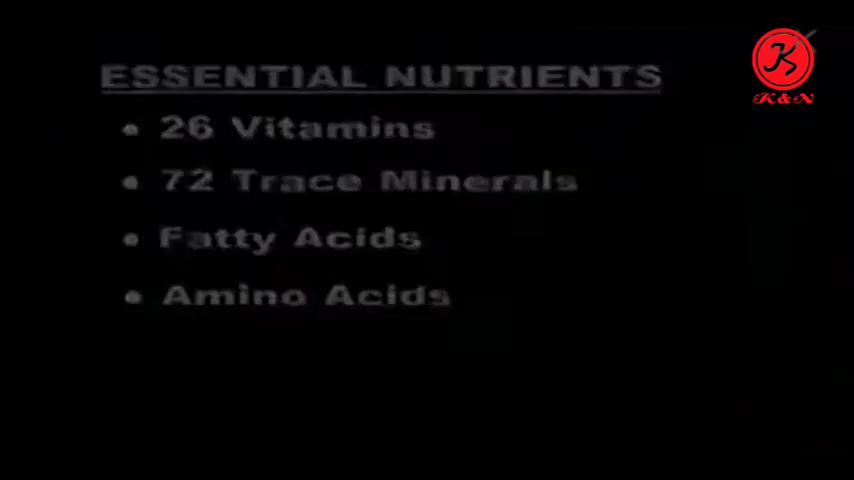 ESSENTIAL NUTRIENTS
• 26 Vitamins
• 72 Trace Minerals
• Fatty Acids
• Amino Acids
K&N